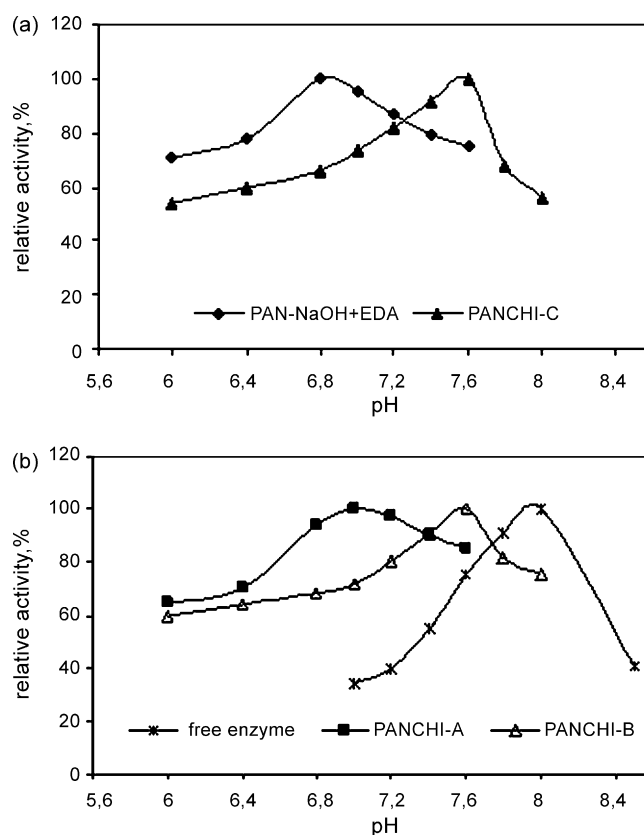 (a)
120
100
80
60
40
20
0
relative activity,%
PAN-NaOH+EDA PANCHI-C
5,6 6 6,4 6,8 7,2 7,6 8 8,4
pH
(b)
120
100
80
60
40
20
0
relative activity,%
free enzyme PANCHI-A PANCHI-B
5,6 6 6,4 6,8 7,2 7,6 8 8,4
pH